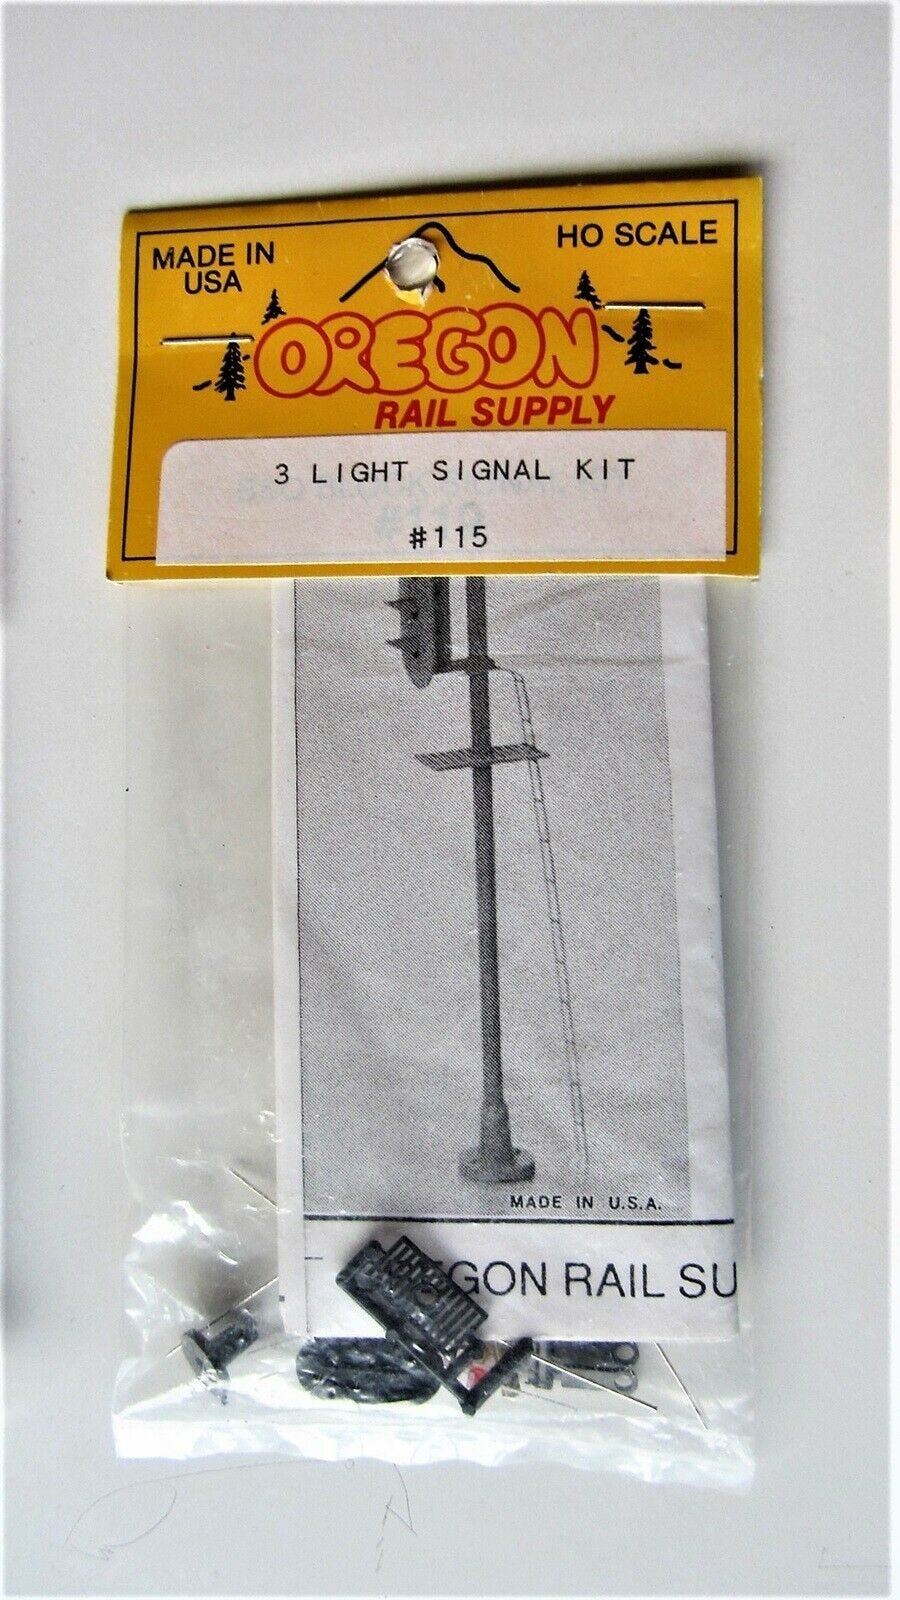 MADE IN
USA
HO SCALE
OREGON
RAIL SUPPLY
3 LIGHT SIGNAL KIT
#115
MADE IN U.S.A.
EGON RAIL SU